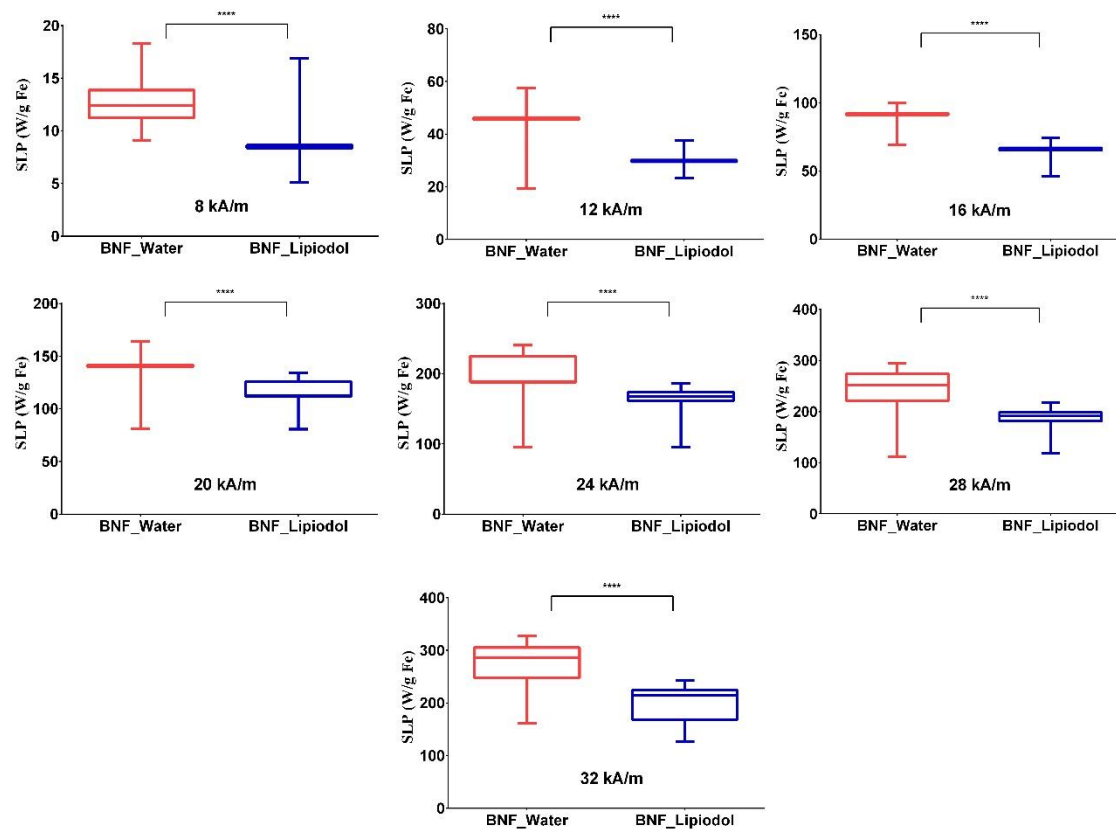 ****
20
15
10
5
0
SLP (W/g Fe)
8 kA/m
BNF_Water
BNF_Lipiodol
****
80
60
40
20
0
SLP (W/g Fe)
12 kA/m
BNF_Water
BNF_Lipiodol
****
150
100
50
0
SLP (W/g Fe)
16 kA/m
BNF_Water
BNF_Lipiodol
****
200
150
100
50
0
SLP (W/g Fe)
20 kA/m
BNF_Water
BNF_Lipiodol
****
300
200
100
0
SLP (W/g Fe)
24 kA/m
BNF_Water
BNF_Lipiodol
****
400
300
200
100
0
SLP (W/g Fe)
28 kA/m
BNF_Water
BNF_Lipiodol
****
400
300
200
100
0
SLP (W/g Fe)
32 kA/m
BNF_Water
BNF_Lipiodol